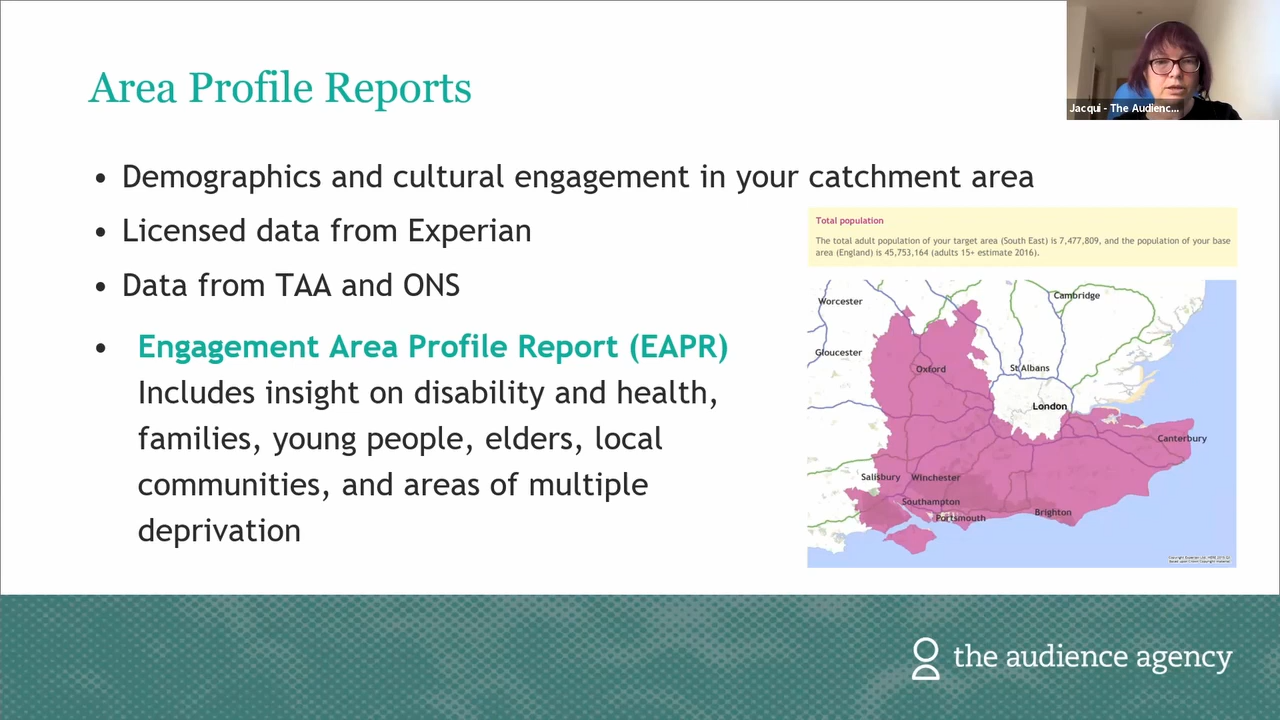 Area Profile Reports
Jacqui - The Audienc...
• Demographics and cultural engagement in your catchment area
• Licensed data from Experian
• Data from TAA and ONS
• Engagement Area Profile Report (EAPR)
Includes insight on disability and health,
families, young people, elders, local
communities, and areas of multiple
deprivation
Total population
The total adult population of your target area (South East) is 7,477,809, and the population of your base
area (England) is 45,753,164 (adults 15+ estimate 2016).
Worcester
Cambridge
Gloucester
Oxford
St Albans
London
Canterbury
Salisbury
Winchester
Southampton
Portsmouth
Brighton
the audience agency